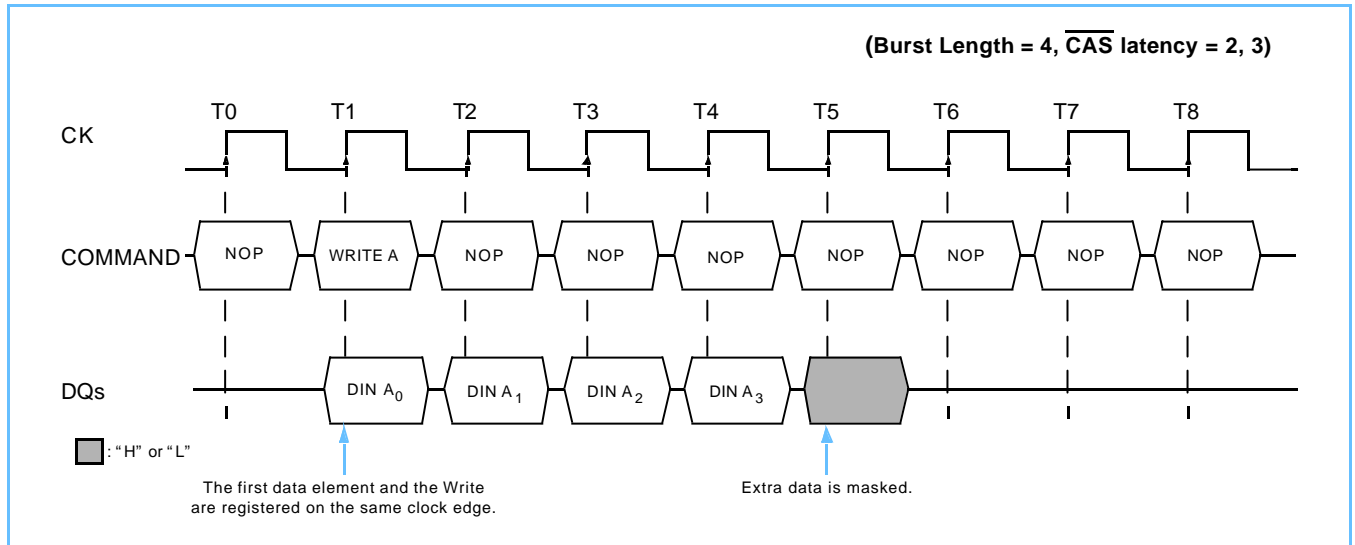 (Burst Length = 4, CAS latency = 2, 3)
T0 T1 T2 T3 T4 T5 T6 T7 T8
CK
COMMAND NOP WRITE A NOP NOP NOP NOP NOP NOP NOP
DQs DIN A0 DIN A1 DIN A2 DIN A3
: “H” or “L”
The first data element and the Write
are registered on the same clock edge.
Extra data is masked.